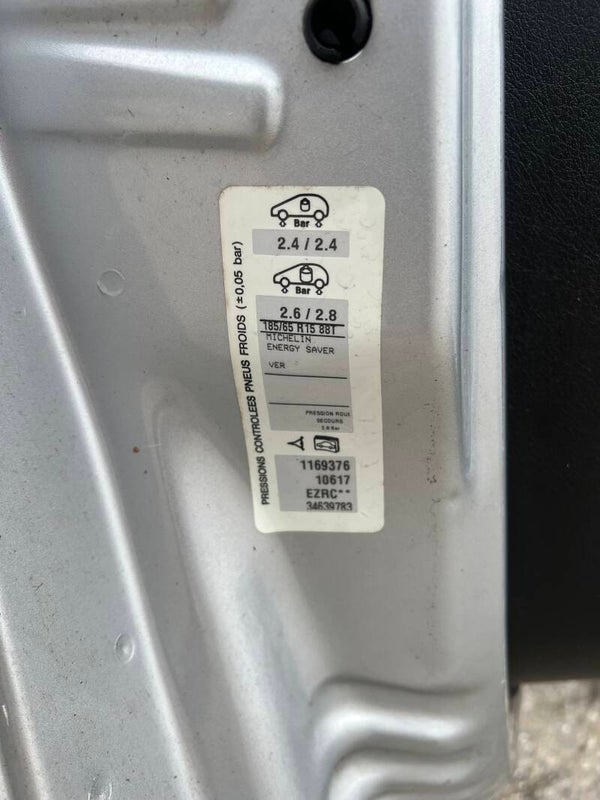 PRESSIONS CONTROLEES PNEUS FROIDS (±0,05 bar)
Bar
2.4 / 2.4
Bar
2.6 / 2.8
185/65 R15 88T
MICHELIN
ENERGY SAVER
VER
PRESSION ROUE
SECOURS
2.8 Bar
1169376
10617
EZRC**
34639783